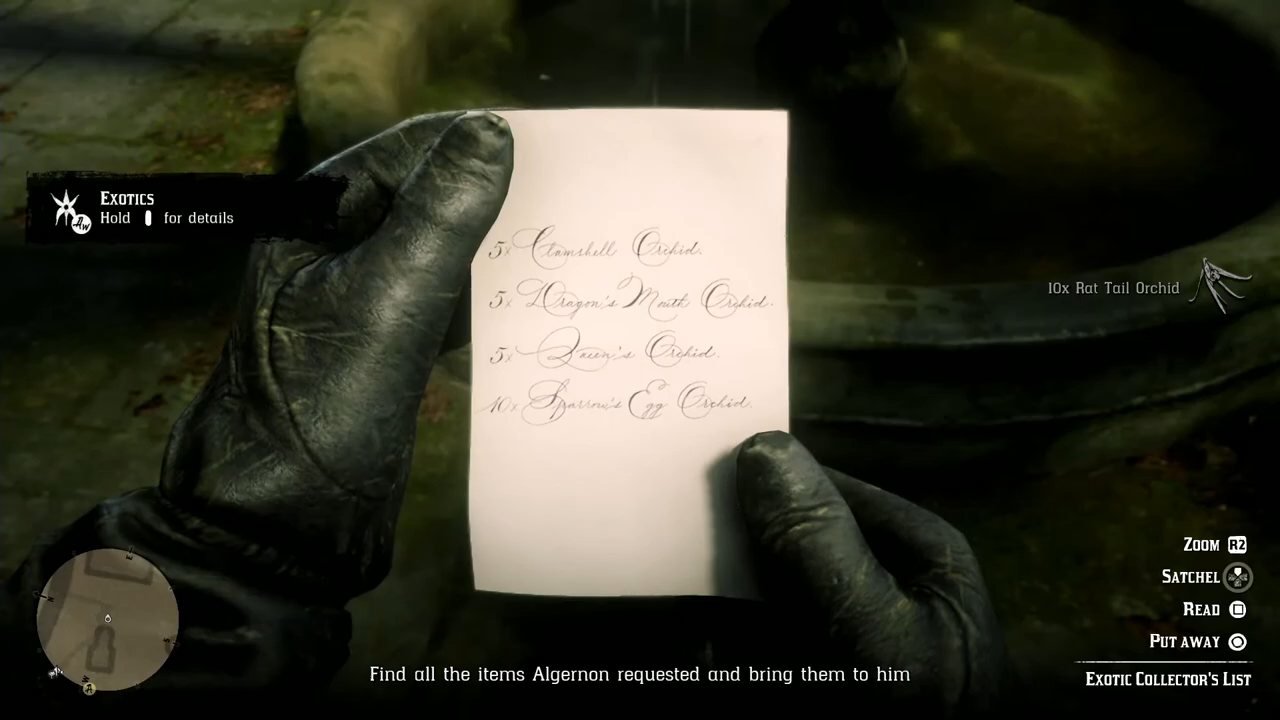 EXOTICS
Hold for details
5x Clamshell Orchid.
5x Dragon's Mouth Orchid.
5x Queen's Orchid.
10x Sparrow's Egg Orchid.
10x Rat Tail Orchid
ZOOM R2
SATCHEL
READ
PUT AWAY
EXOTIC COLLECTOR'S LIST
Find all the items Algernon requested and bring them to him